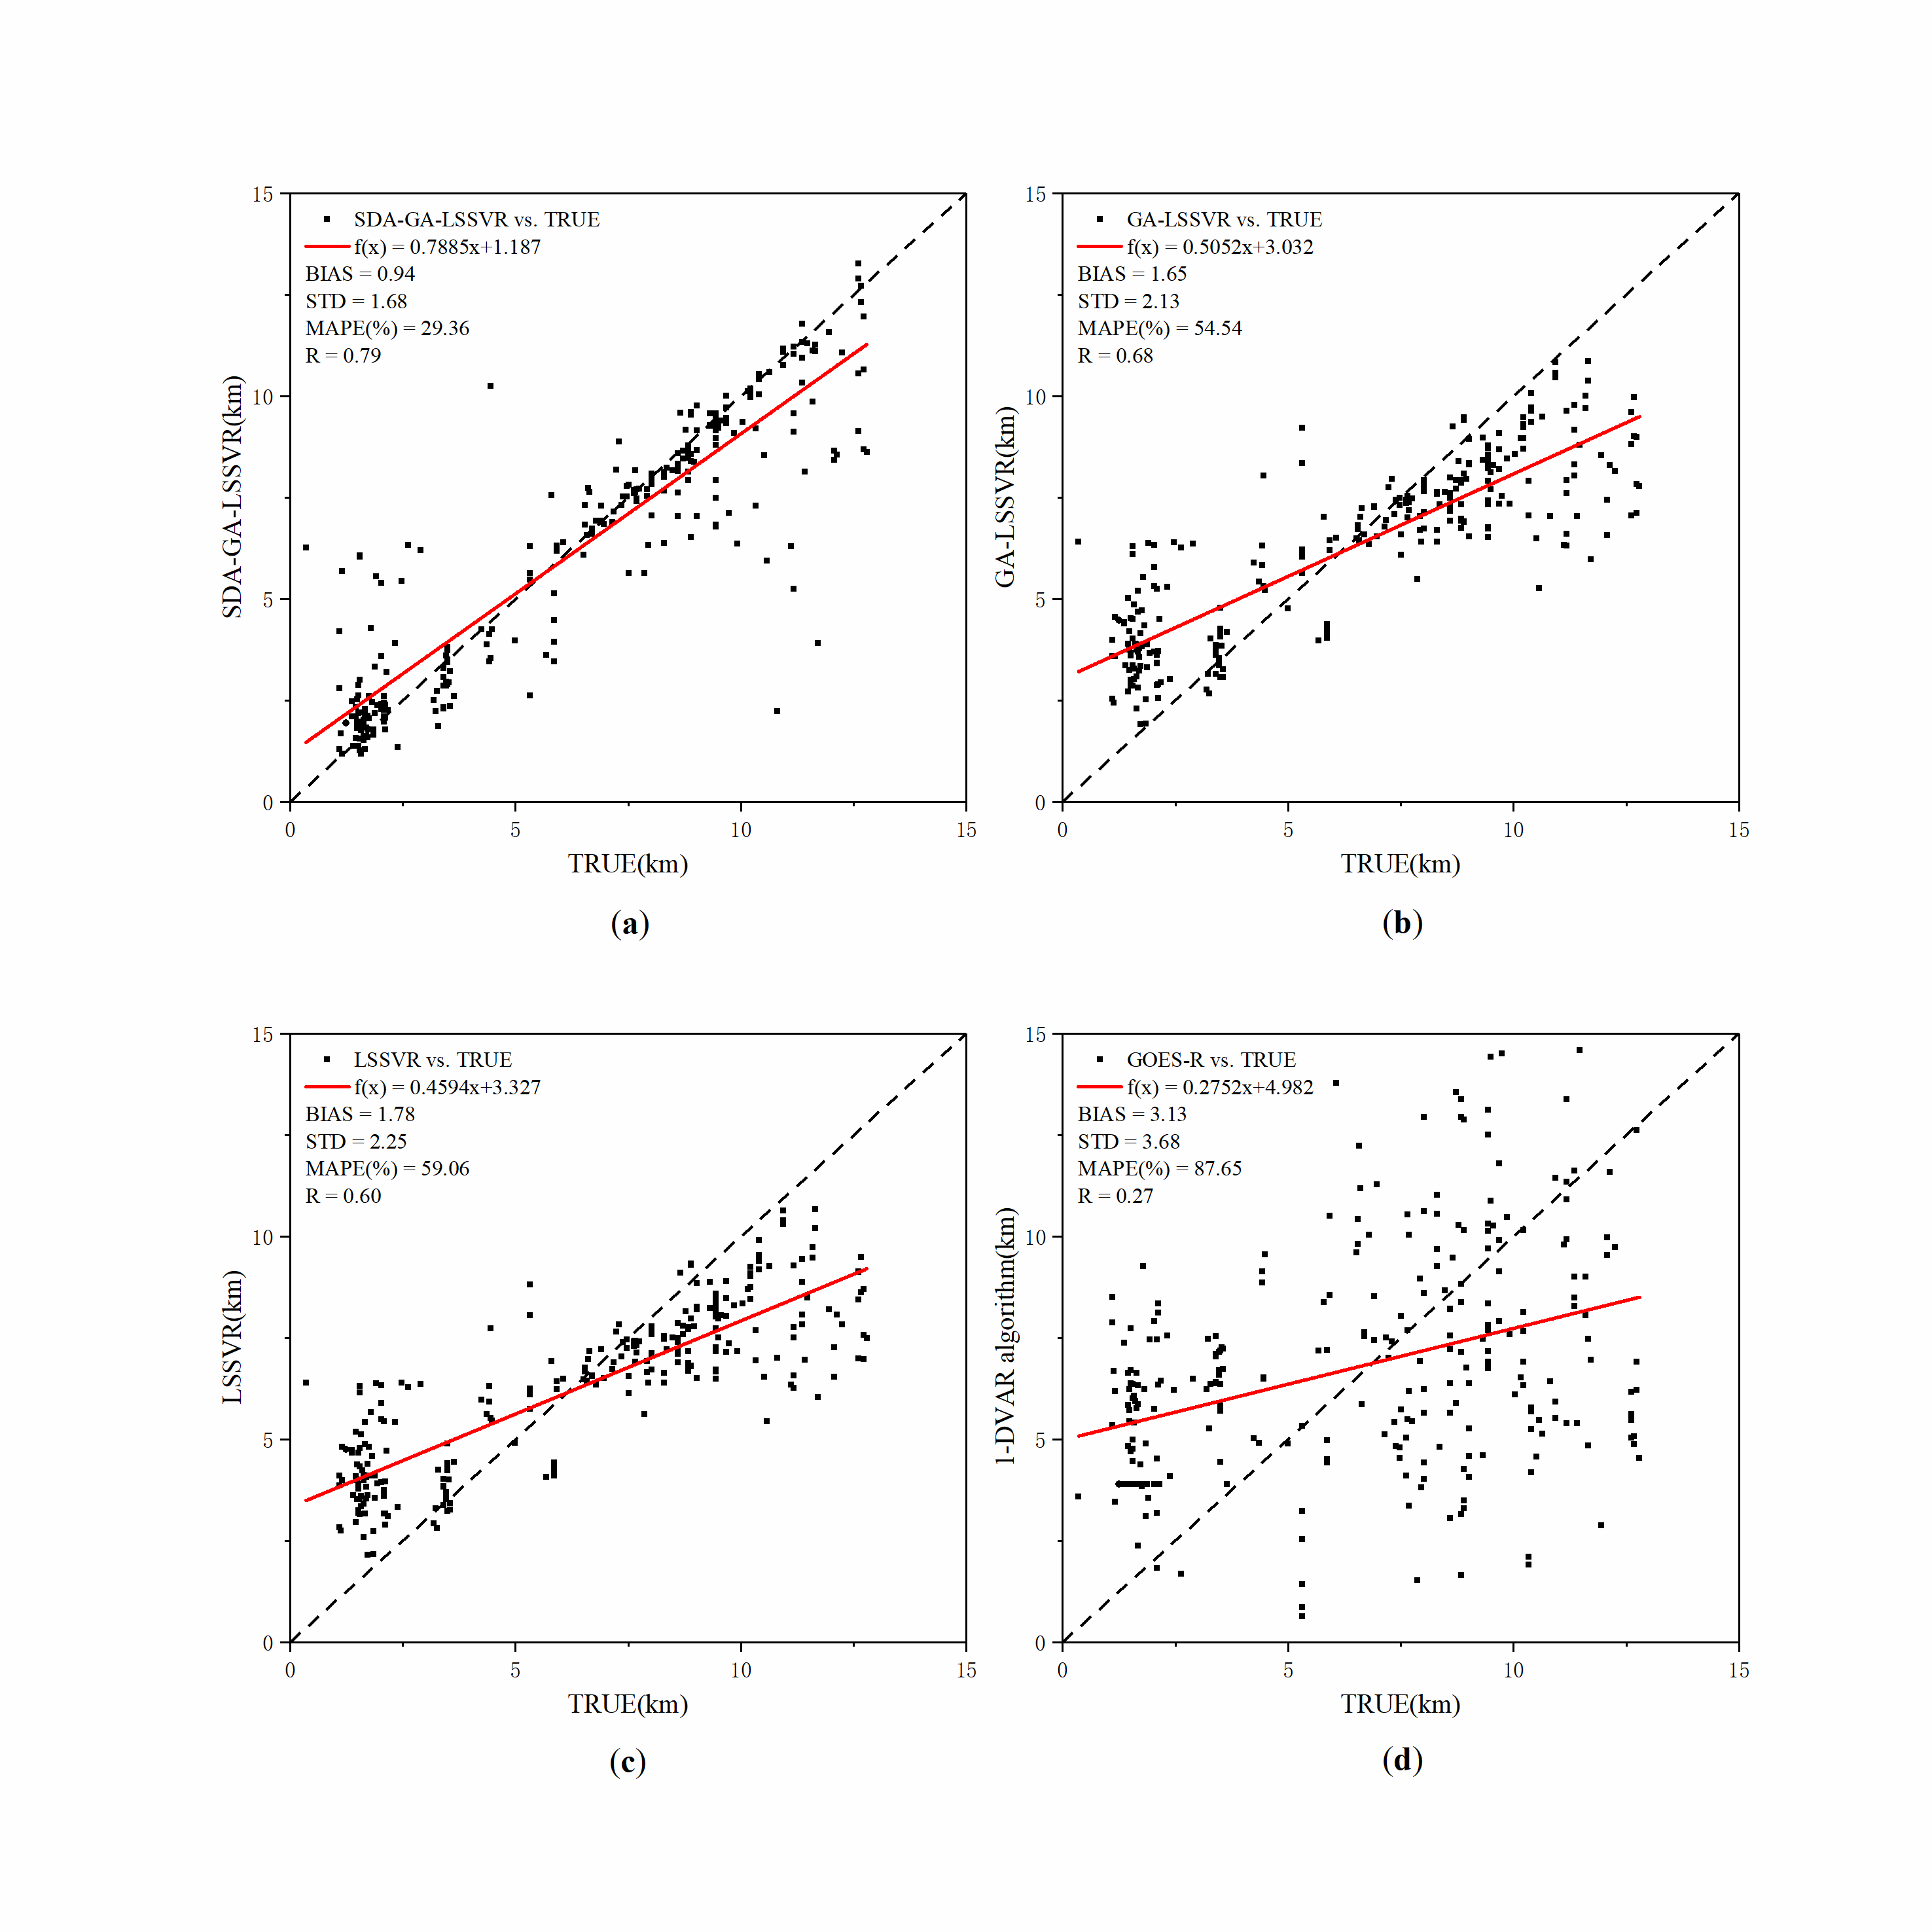 15
10
5
0
SDA-GA-LSSVR(km)
SDA-GA-LSSVR vs. TRUE
f(x) = 0.7885x+1.187
BIAS = 0.94
STD = 1.68
MAPE(%) = 29.36
R = 0.79
0 5 10 15
TRUE(km)
(a)
15
10
5
0
GA-LSSVR(km)
GA-LSSVR vs. TRUE
f(x) = 0.5052x+3.032
BIAS = 1.65
STD = 2.13
MAPE(%) = 54.54
R = 0.68
0 5 10 15
TRUE(km)
(b)
15
10
5
0
LSSVR(km)
LSSVR vs. TRUE
f(x) = 0.4594x+3.327
BIAS = 1.78
STD = 2.25
MAPE(%) = 59.06
R = 0.60
0 5 10 15
TRUE(km)
(c)
15
10
5
0
1-DVAR algorithm(km)
GOES-R vs. TRUE
f(x) = 0.2752x+4.982
BIAS = 3.13
STD = 3.68
MAPE(%) = 87.65
R = 0.27
0 5 10 15
TRUE(km)
(d)